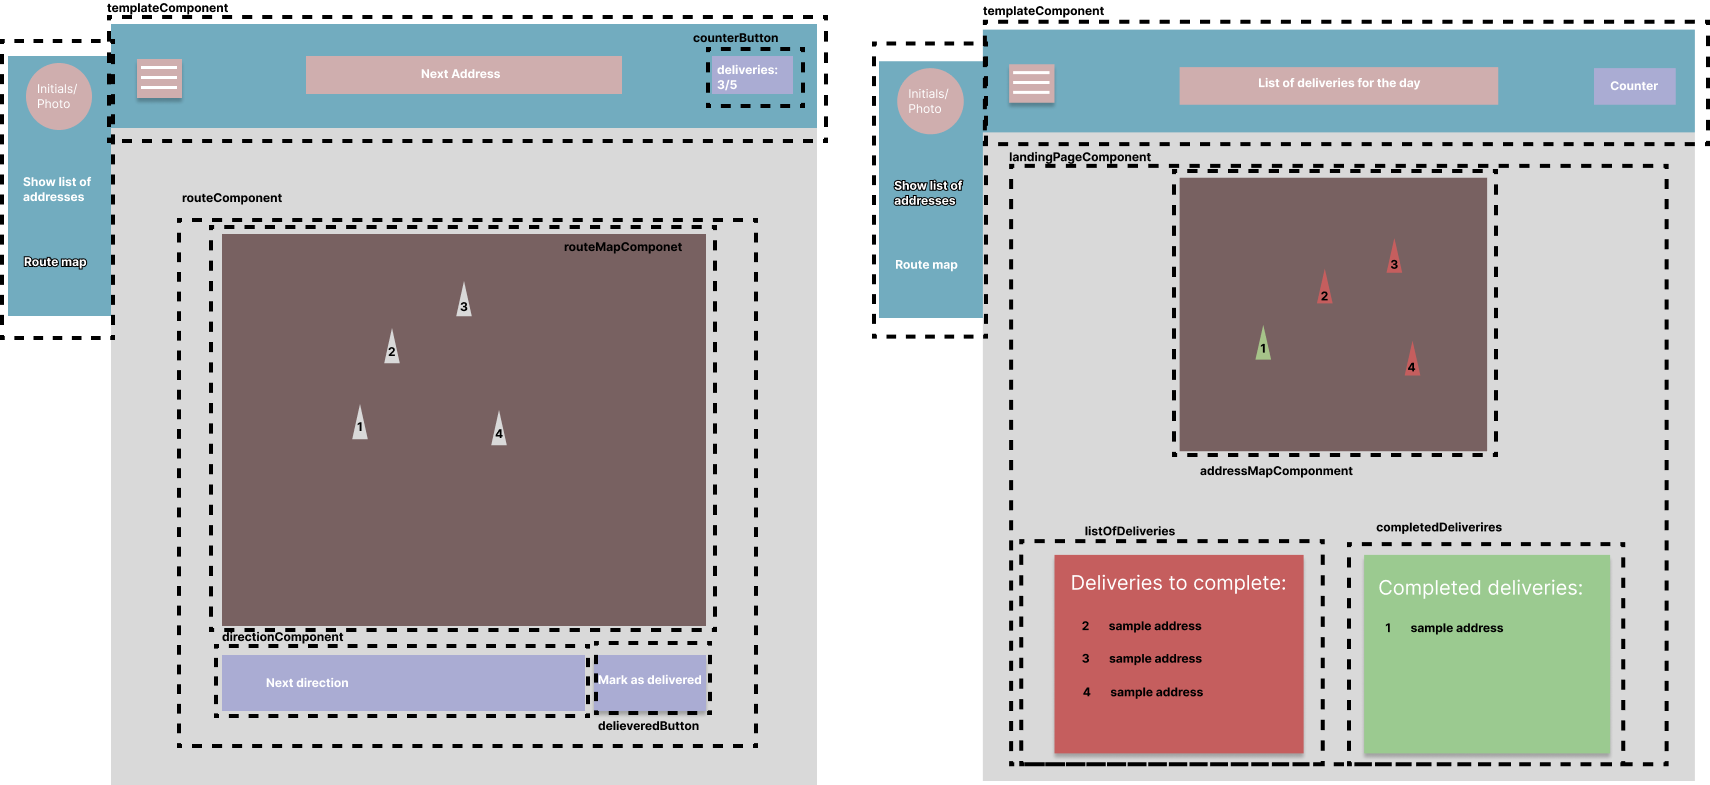 templateComponent
counterButton
Initials/
Photo
Next Address
deliveries:
3/5
Show list of
addresses
Route map
routeComponent
routeMapComponet
3
2
1
4
directionComponent
Next direction
Mark as delivered
delieveredButton
templateComponent
Initials/
Photo
List of deliveries for the day
Counter
landingPageComponent
Show list of
addresses
Route map
3
2
1
4
addressMapComponment
listOfDeliveries
Deliveries to complete:
2 sample address
3 sample address
4 sample address
completedDeliverires
Completed deliveries:
1 sample address